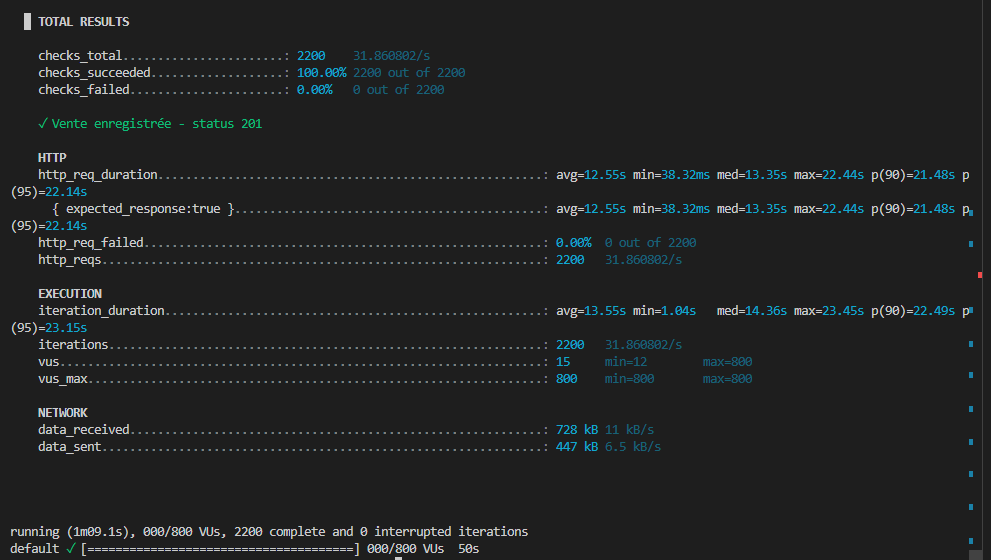 TOTAL RESULTS
checks_total.......................: 2200 31.860802/s
checks_succeeded...................: 100.00% 2200 out of 2200
checks_failed......................: 0.00% 0 out of 2200
✓ Vente enregistrée - status 201
HTTP
http_req_duration.......................................................: avg=12.55s min=38.32ms med=13.35s max=22.44s p(90)=21.48s p
(95)=22.14s
{ expected_response:true }............................................: avg=12.55s min=38.32ms med=13.35s max=22.44s p(90)=21.48s p
(95)=22.14s
http_req_failed.........................................................: 0.00% 0 out of 2200
http_reqs...............................................................: 2200 31.860802/s
EXECUTION
iteration_duration......................................................: avg=13.55s min=1.04s med=14.36s max=23.45s p(90)=22.49s p
(95)=23.15s
iterations..............................................................: 2200 31.860802/s
vus.....................................................................: 15 min=12 max=800
vus_max.................................................................: 800 min=800 max=800
NETWORK
data_received...........................................................: 728 kB 11 kB/s
data_sent...............................................................: 447 kB 6.5 kB/s
running (1m09.1s), 000/800 VUs, 2200 complete and 0 interrupted iterations
default ✓ [======================================] 000/800 VUs 50s